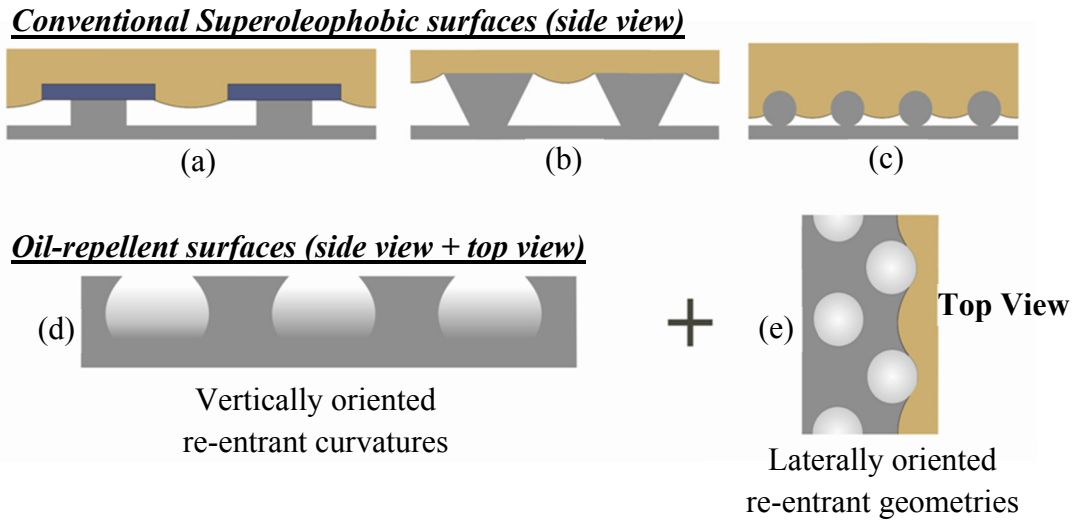 Conventional Superoleophobic surfaces (side view)
(a)
(b)
(c)
Oil-repellent surfaces (side view + top view)
(d)
(e)
Top View
Vertically oriented
re-entrant curvatures
Laterally oriented
re-entrant geometries